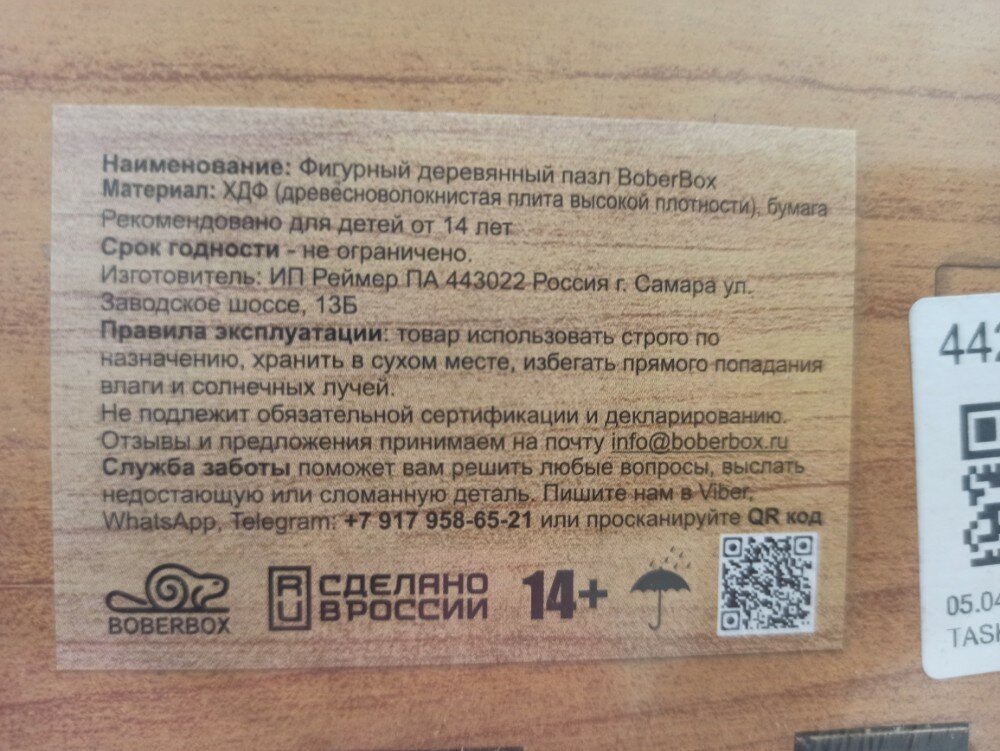 Наименование: Фигурный деревянный пазл BoberBox
Материал: ХДФ (древесноволокнистая плита высокой плотности), бумага
Рекомендовано для детей от 14 лет
Срок годности - не ограничено.
Изготовитель: ИП Реймер ПА 443022 Россия г. Самара ул.
Заводское шоссе, 13Б
Правила эксплуатации: товар использовать строго по
назначению, хранить в сухом месте, избегать прямого попадания
влаги и солнечных лучей.
Не подлежит обязательной сертификации и декларированию.
Отзывы и предложения принимаем на почту info@boberbox.ru
Служба заботы поможет вам решить любые вопросы, выслать
недостающую или сломанную деталь. Пишите нам в Viber,
WhatsApp, Telegram: +7 917 958-65-21 или просканируйте QR код
BOBERBOX
RU СДЕЛАНО
В РОССИИ
14+
442
05.04
TASH